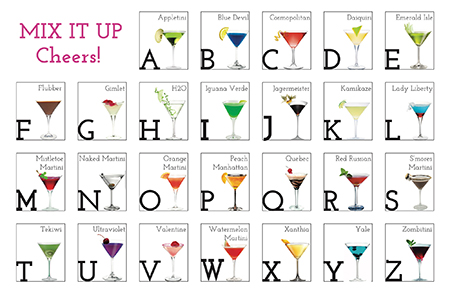 MIX IT UP
Cheers!
Appletini
A
Blue Devil
B
Cosmopolitan
C
Daiquiri
D
Emerald Isle
E
Flubber
F
Gimlet
G
H2O
H
Iguana Verde
I
Jagermeister
J
Kamikaze
K
Lady Liberty
L
Mistletoe
Martini
M
Naked Martini
N
Orange
Martini
O
Peach
Manhattan
P
Quebec
Q
Red Russian
R
S'mores
Martini
S
Tekiwi
T
Ultraviolet
U
Valentine
V
Watermelon
Martini
W
Xanthia
X
Yale
Y
Zombitini
Z